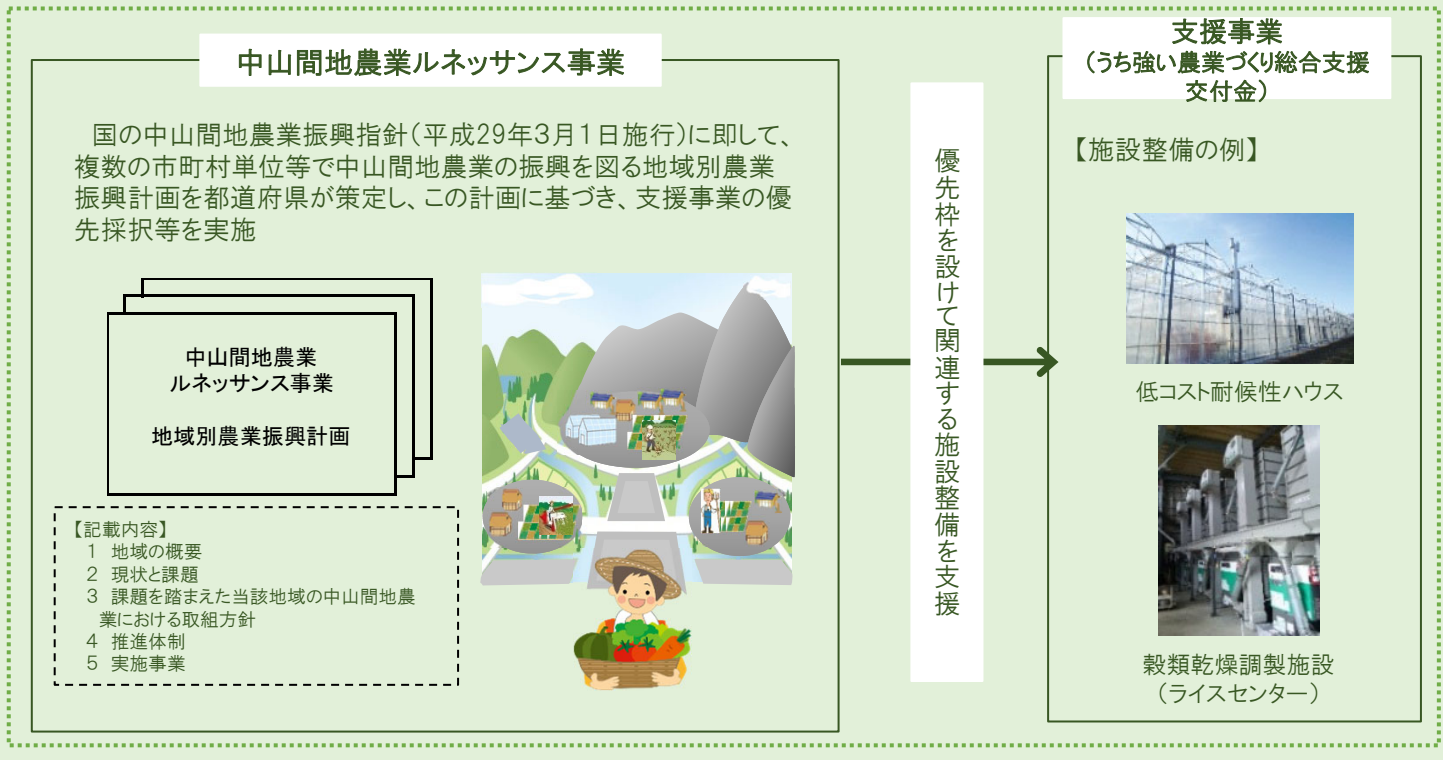 中山間地農業ルネッサンス事業
国の中山間地農業振興指針（平成29年３月１日施行）に即して、
複数の市町村単位等で中山間地農業の振興を図る地域別農業
振興計画を都道府県が策定し、この計画に基づき、支援事業の優
先採択等を実施
中山間地農業
ルネッサンス事業
地域別農業振興計画
【記載内容】
１ 地域の概要
２ 現状と課題
３ 課題を踏まえた当該地域の中山間地農
業における取組方針
４ 推進体制
５ 実施事業
優先枠を設けて関連する施設整備を支援
支援事業
（うち強い農業づくり総合支援
交付金）
【施設整備の例】
低コスト耐候性ハウス
穀類乾燥調製施設
（ライスセンター）